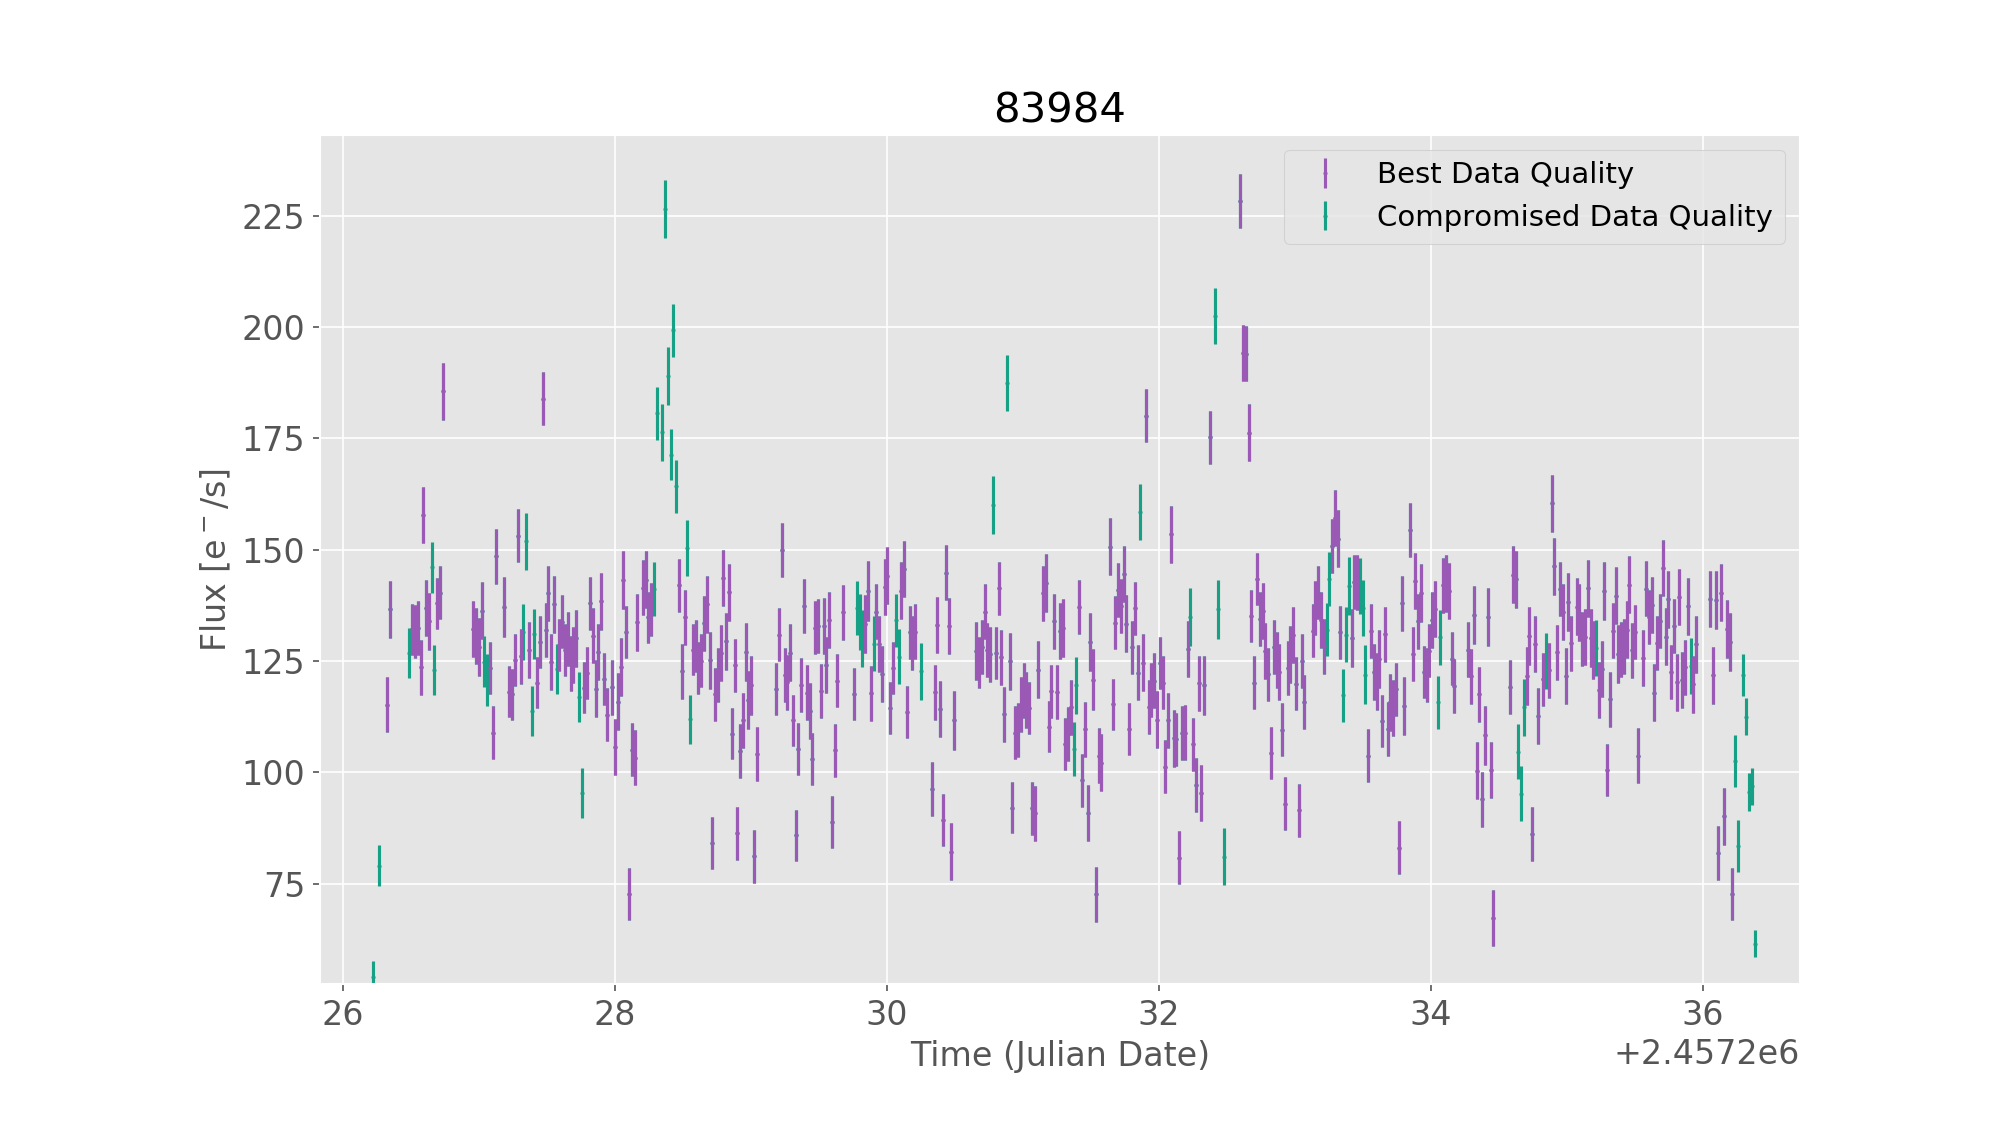 83984
Best Data Quality
Compromised Data Quality
225
200
175
150
125
100
75
Flux [e⁻/s]
26 28 30 32 34 36
Time (Julian Date)
+2.4572e6